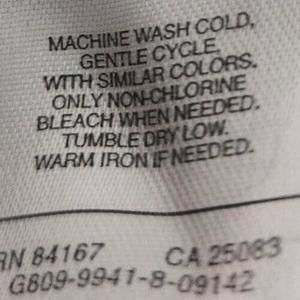 MACHINE WASH COLD,
GENTLE CYCLE,
WITH SIMILAR COLORS.
ONLY NON-CHLORINE
BLEACH WHEN NEEDED.
TUMBLE DRY LOW.
WARM IRON IF NEEDED.
RN 84167 CA 25083
G809-9941-8-09142